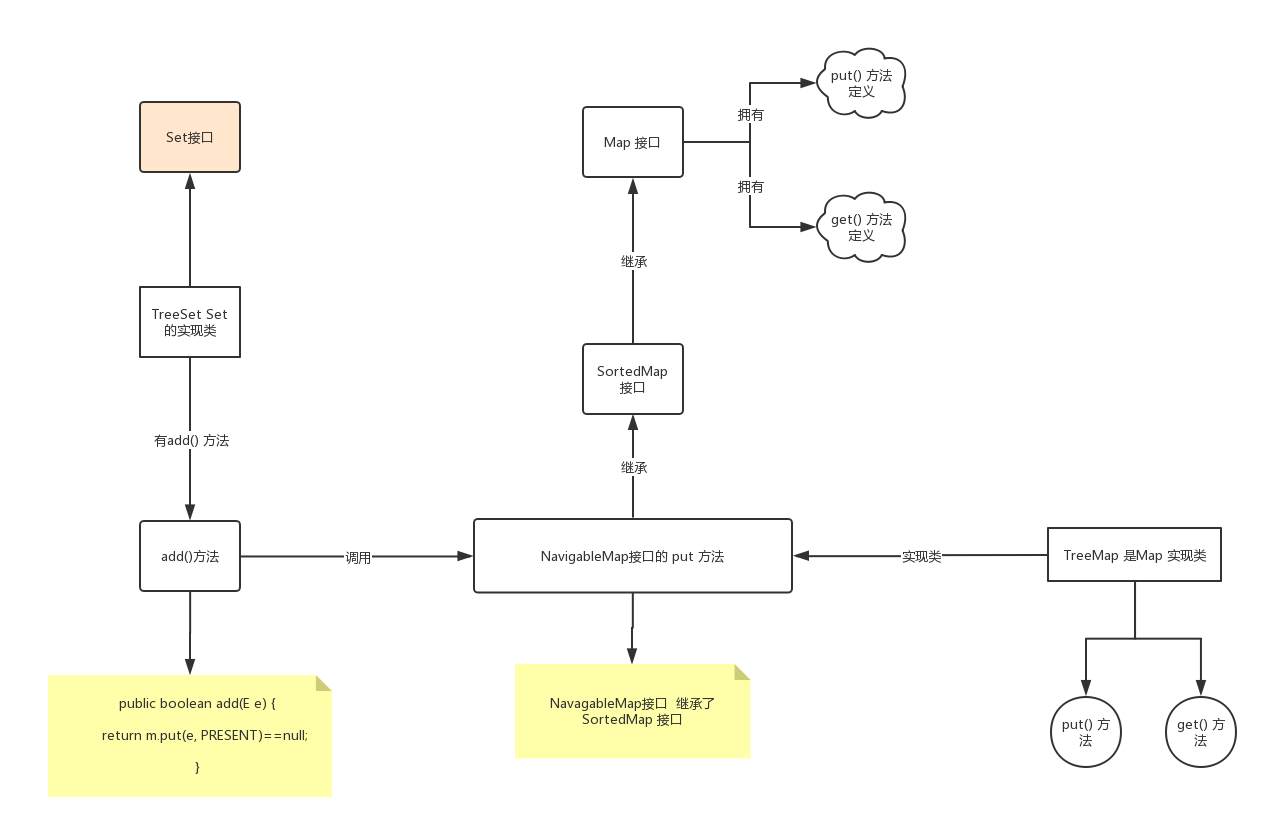 put() 方法
定义
拥有
Set接口
Map 接口
拥有
get() 方法
定义
继承
TreeSet Set
的实现类
SortedMap
接口
有add() 方法
继承
add()方法
调用
NavigableMap接口的 put 方法
实现类
TreeMap 是Map 实现类
public boolean add(E e) {
return m.put(e, PRESENT)==null;
}
NavagableMap接口 继承了
SortedMap 接口
put() 方
法
get() 方
法